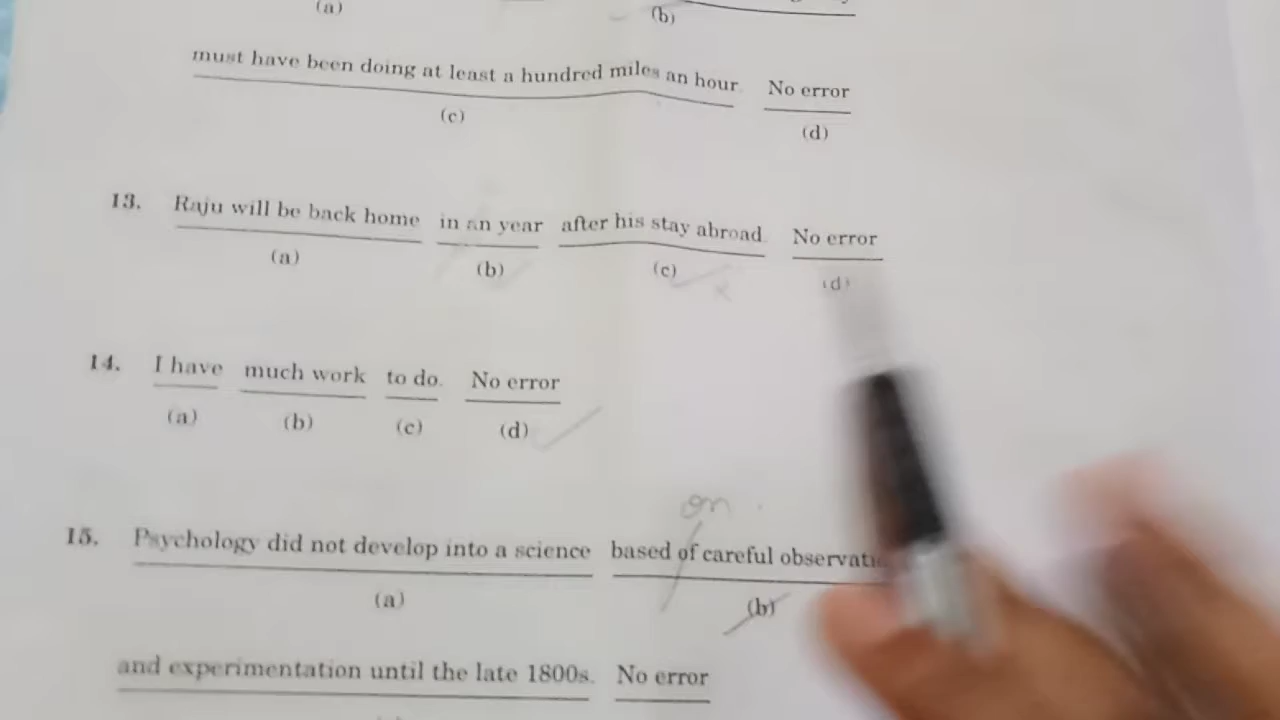 (a)
(b)
must have been doing at least a hundred miles an hour. No error
(c)
(d)
13. Raju will be back home in an year after his stay abroad. No error
(a)
(b)
(c)
(d)
14. I have much work to do. No error
(a)
(b)
(c)
(d)
on
15. Psychology did not develop into a science based of careful
(a)
(b)
and experimentation until the late 1800s. No error